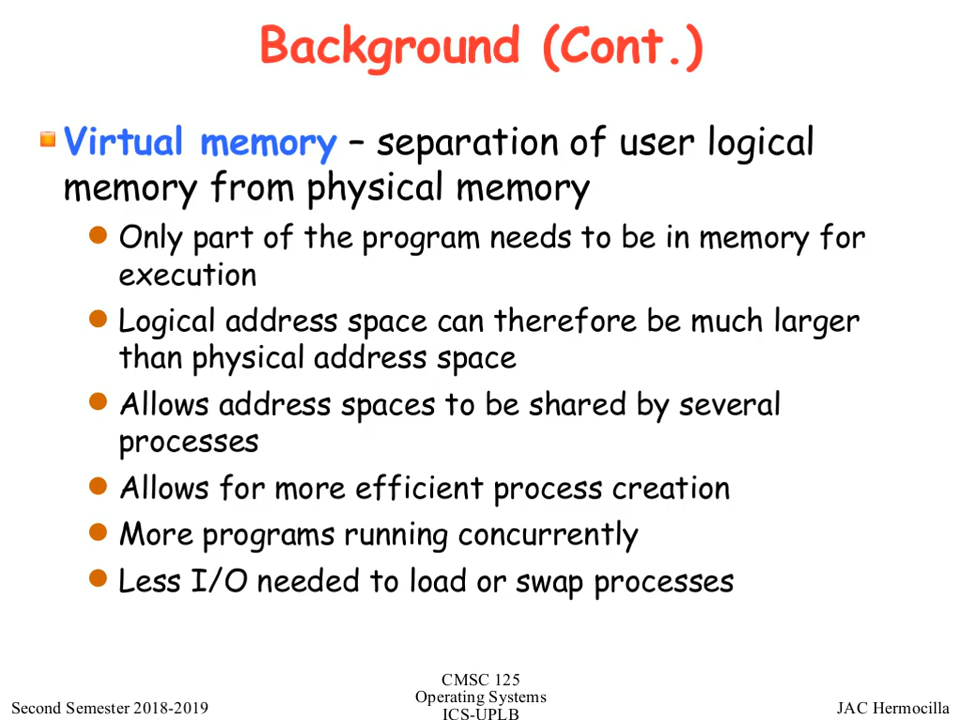 Background (Cont.)
Virtual memory – separation of user logical
memory from physical memory
Only part of the program needs to be in memory for
execution
Logical address space can therefore be much larger
than physical address space
Allows address spaces to be shared by several
processes
Allows for more efficient process creation
More programs running concurrently
Less I/O needed to load or swap processes
Second Semester 2018-2019
CMSC 125
Operating Systems
ICS-UPLB
JAC Hermocilla